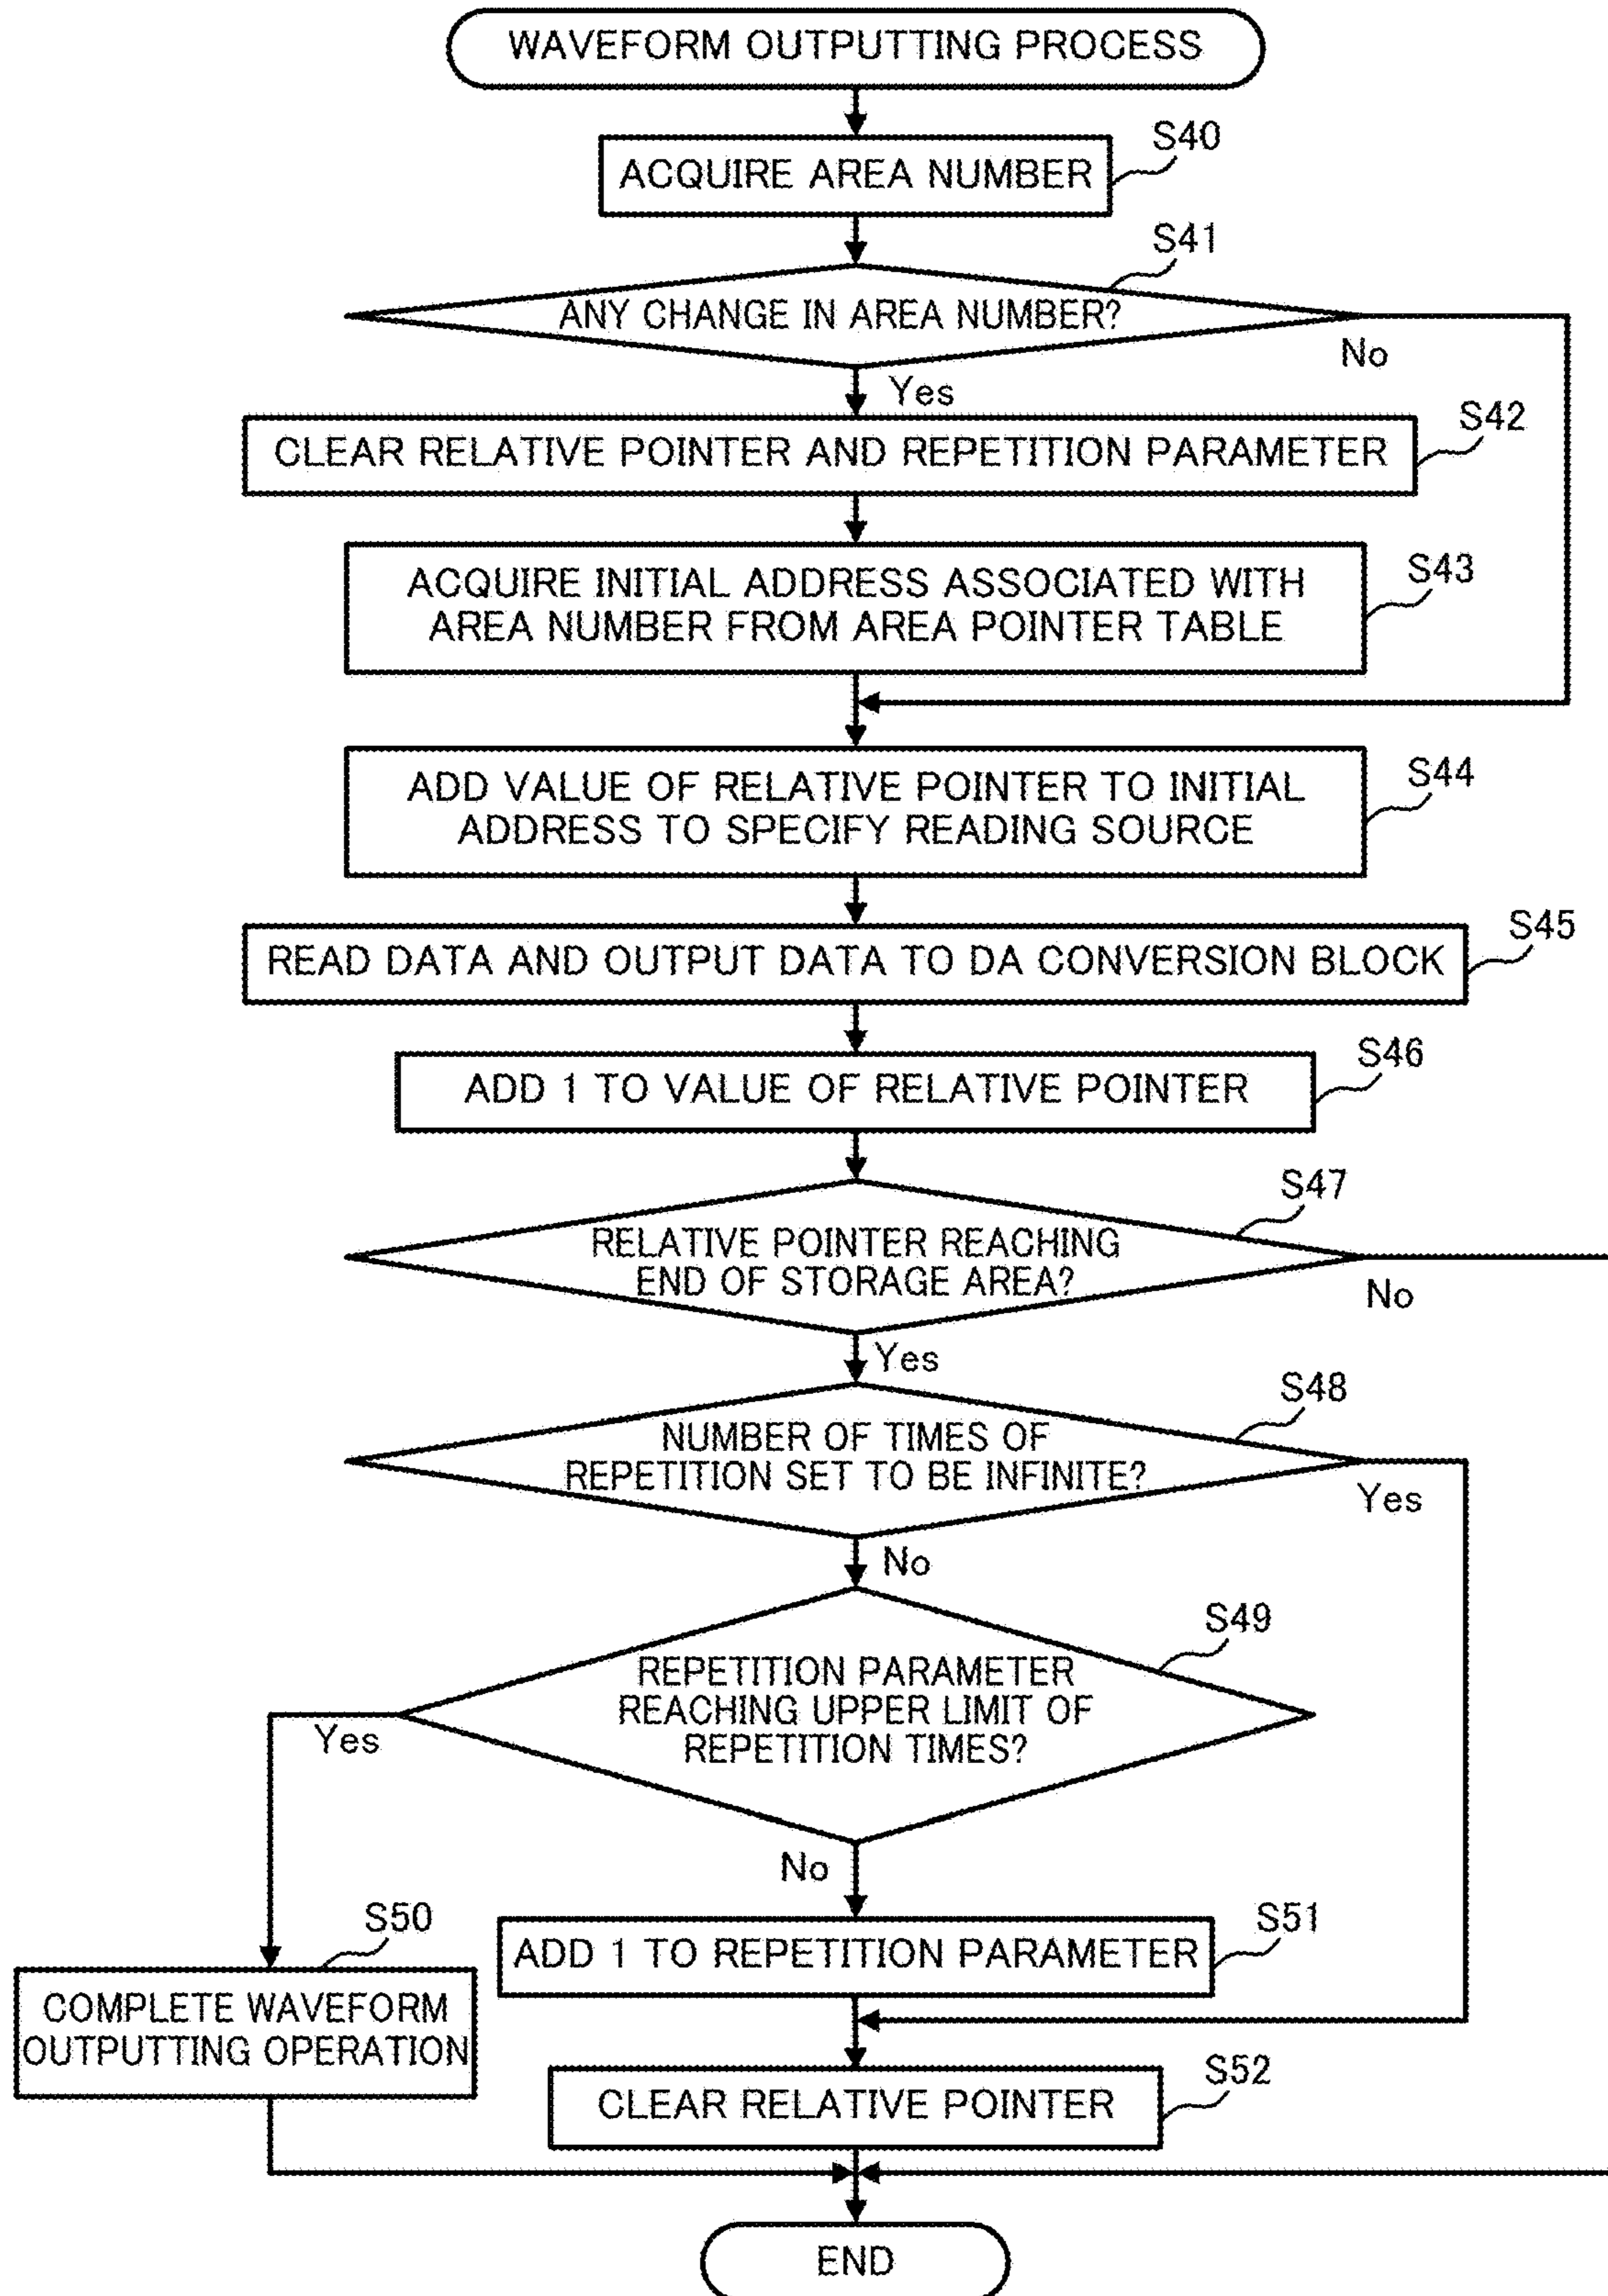 WAVEFORM OUTPUTTING PROCESS
S40
ACQUIRE AREA NUMBER
S41
ANY CHANGE IN AREA NUMBER?
No
Yes
S42
CLEAR RELATIVE POINTER AND REPETITION PARAMETER
S43
ACQUIRE INITIAL ADDRESS ASSOCIATED WITH
AREA NUMBER FROM AREA POINTER TABLE
S44
ADD VALUE OF RELATIVE POINTER TO INITIAL
ADDRESS TO SPECIFY READING SOURCE
S45
READ DATA AND OUTPUT DATA TO DA CONVERSION BLOCK
S46
ADD 1 TO VALUE OF RELATIVE POINTER
S47
RELATIVE POINTER REACHING
END OF STORAGE AREA?
No
Yes
S48
NUMBER OF TIMES OF
REPETITION SET TO BE INFINITE?
Yes
No
S49
REPETITION PARAMETER
REACHING UPPER LIMIT OF
REPETITION TIMES?
Yes
No
S50
S51
ADD 1 TO REPETITION PARAMETER
COMPLETE WAVEFORM
OUTPUTTING OPERATION
S52
CLEAR RELATIVE POINTER
END